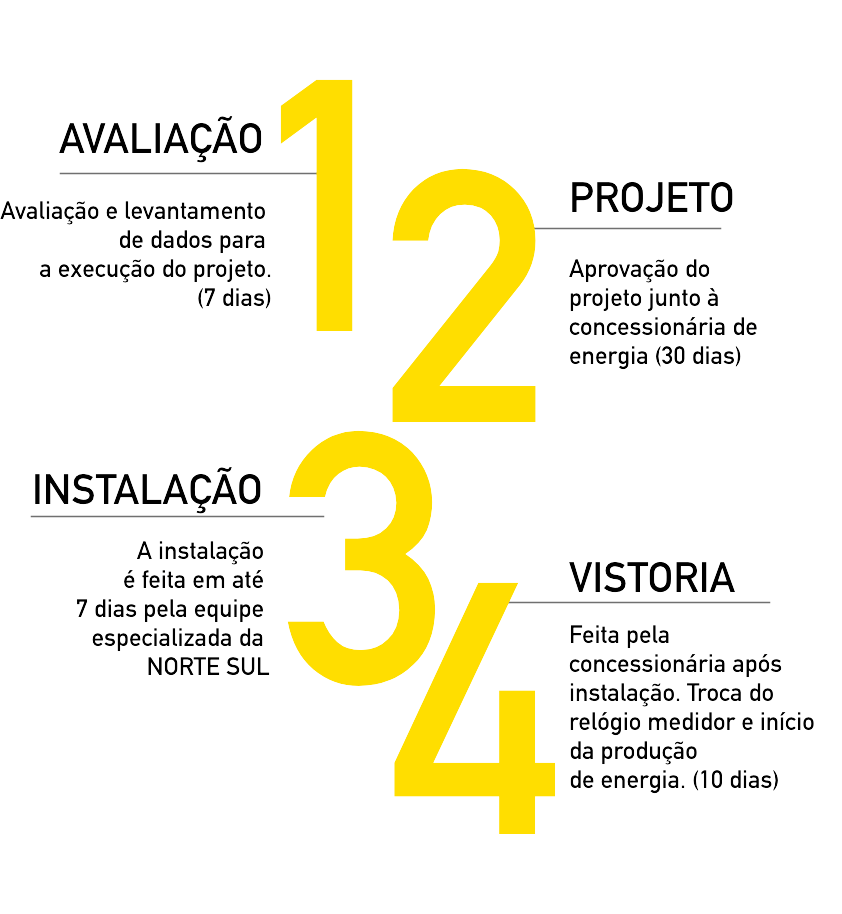 1
AVALIAÇÃO
Avaliação e levantamento
de dados para
a execução do projeto.
(7 dias)
2
PROJETO
Aprovação do
projeto junto à
concessionária de
energia (30 dias)
3
INSTALAÇÃO
A instalação
é feita em até
7 dias pela equipe
especializada da
NORTE SUL
4
VISTORIA
Feita pela
concessionária após
instalação. Troca do
relógio medidor e início
da produção
de energia. (10 dias)